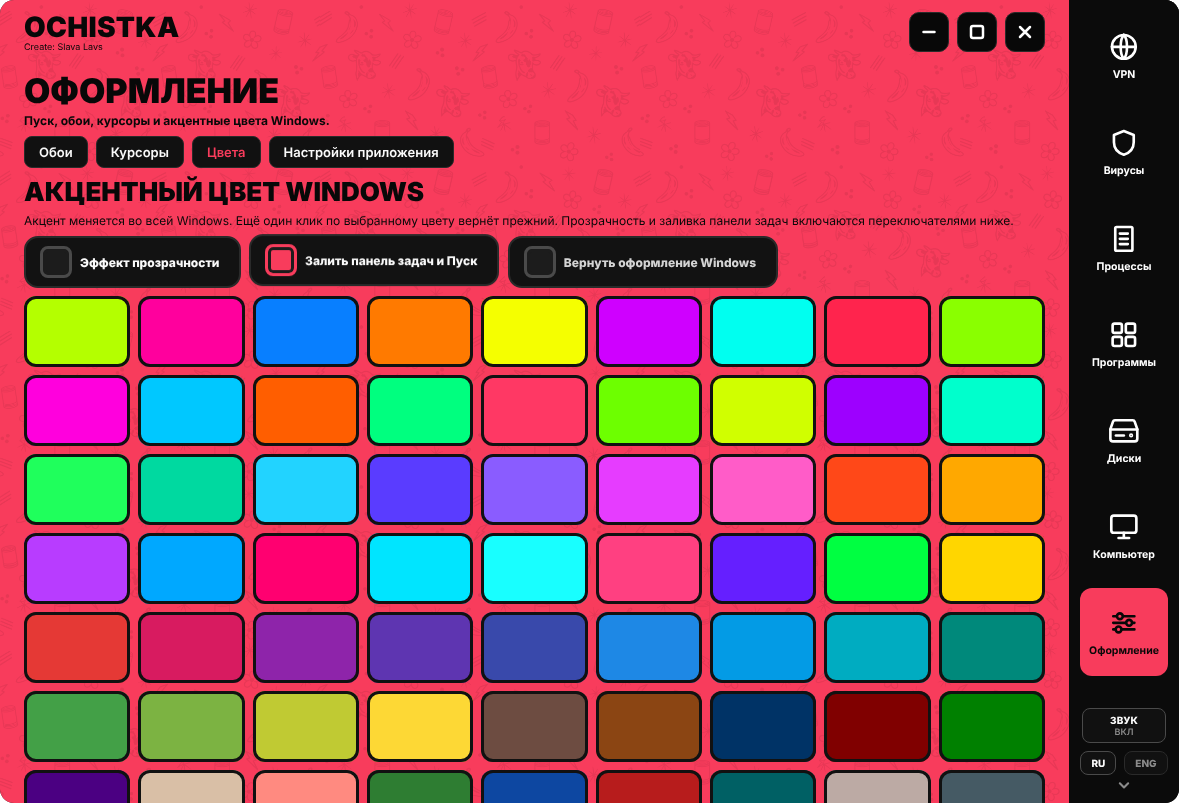 OCHISTKA
Create: Slava Lavs
ОФОРМЛЕНИЕ
Пуск, обои, курсоры и акцентные цвета Windows.
Обои
Курсоры
Цвета
Настройки приложения
АКЦЕНТНЫЙ ЦВЕТ WINDOWS
Акцент меняется во всей Windows. Ещё один клик по выбранному цвету вернёт прежний. Прозрачность и заливка панели задач включаются переключателями ниже.
Эффект прозрачности
Залить панель задач и Пуск
Вернуть оформление Windows
VPN
Вирусы
Процессы
Программы
Диски
Компьютер
Оформление
ЗВУК
ВКЛ
RU
ENG